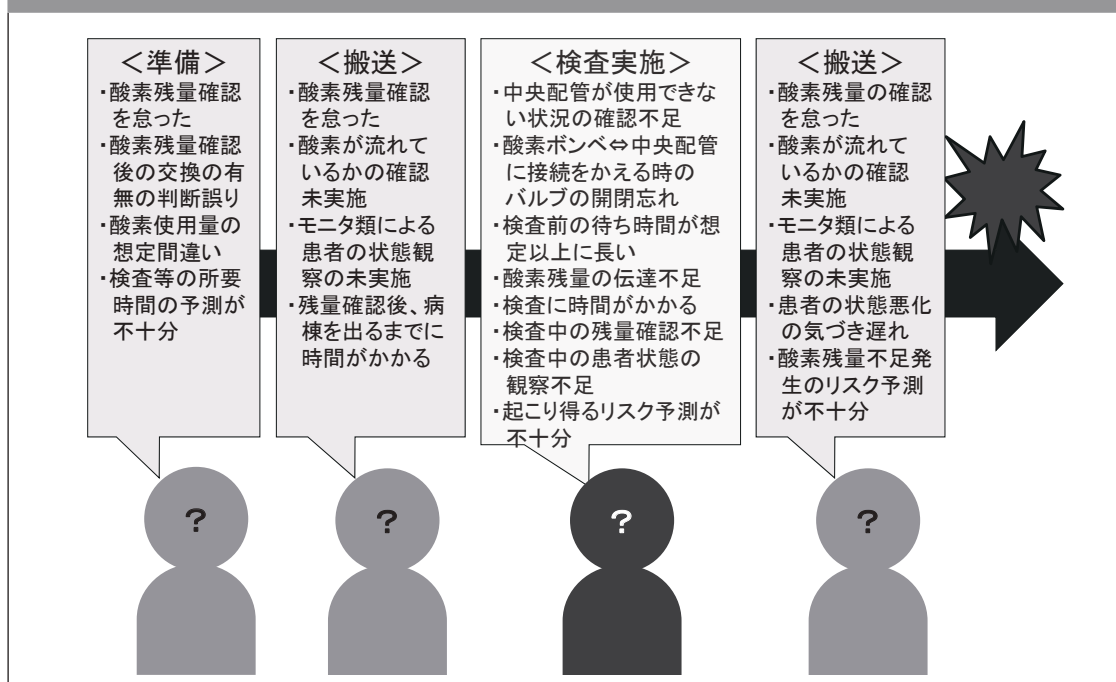 ＜準備＞
・酸素残量確認
を怠った
・酸素残量確認
後の交換の有
無の判断誤り
・酸素使用量の
想定間違い
・検査等の所要
時間の予測が
不十分
＜搬送＞
・酸素残量確認
を怠った
・酸素が流れて
いるかの確認
未実施
・モニタ類による
患者の状態観
察の未実施
・残量確認後、病
棟を出るまでに
時間がかかる
＜検査実施＞
・中央配管が使用できな
い状況の確認不足
・酸素ボンベ⇔中央配管
に接続をかえる時の
バルブの開閉忘れ
・検査前の待ち時間が想
定以上に長い
・酸素残量の伝達不足
・検査に時間がかかる
・検査中の残量確認不足
・検査中の患者状態の
観察不足
・起こり得るリスク予測が
不十分
＜搬送＞
・酸素残量の確認
を怠った
・酸素が流れて
いるかの確認
未実施
・モニタ類による
患者の状態観
察の未実施
・患者の状態悪化
の気づき遅れ
・酸素残量不足発
生のリスク予測
が不十分
？
？
？
？